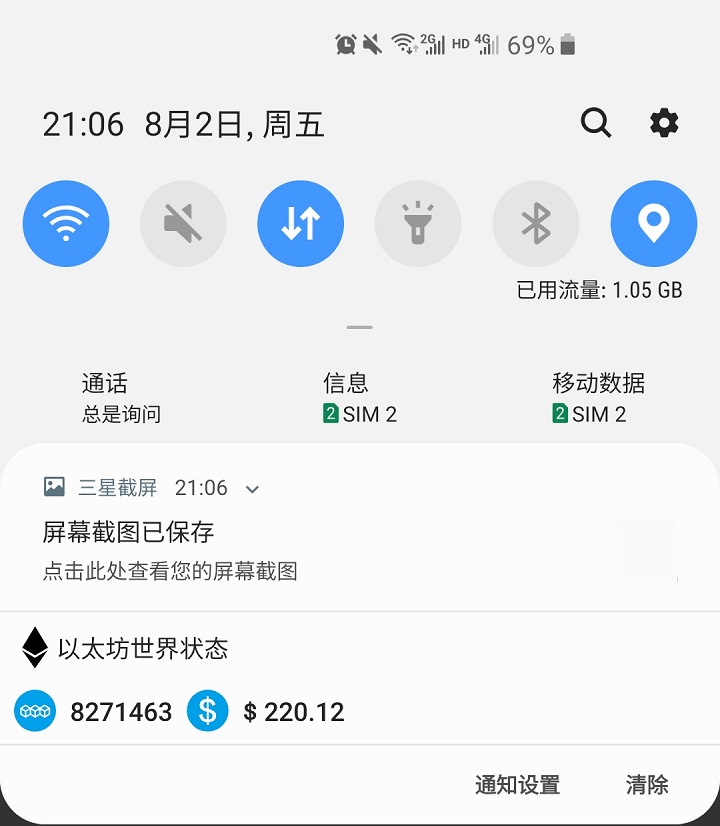 2G HD 4G 69%
21:06 8月2日, 周五
已用流量: 1.05 GB
通话 信息 移动数据
总是询问 2 SIM 2 2 SIM 2
三星截屏 21:06
屏幕截图已保存
点击此处查看您的屏幕截图
以太坊世界状态
8271463 $ $ 220.12
通知设置 清除